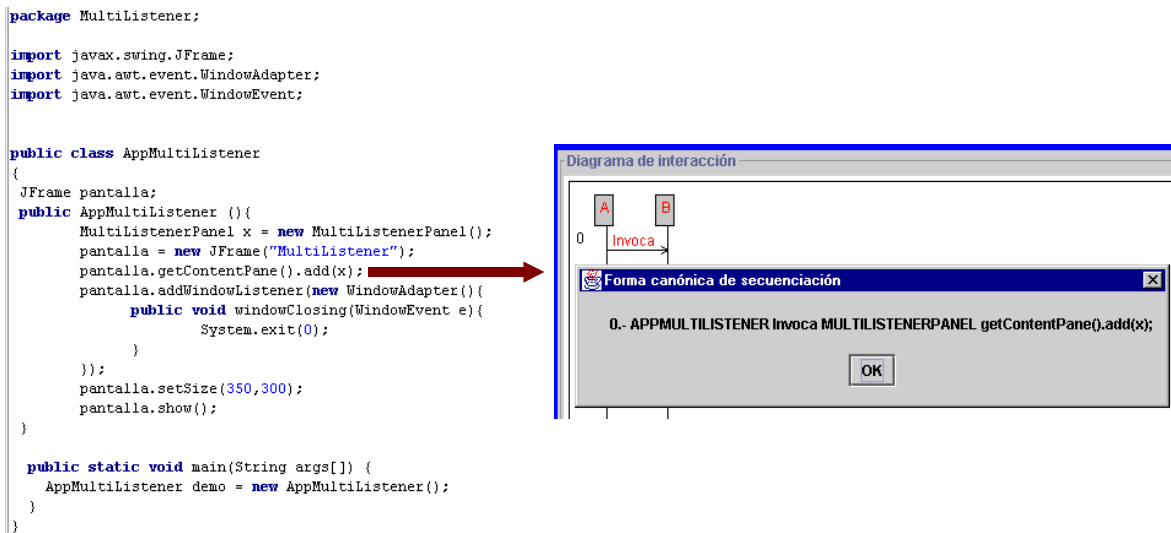 package MultiListener;
import javax.swing.JFrame;
import java.awt.event.WindowAdapter;
import java.awt.event.WindowEvent;
public class AppMultiListener
{
JFrame pantalla;
public AppMultiListener (){
MultiListenerPanel x = new MultiListenerPanel();
pantalla = new JFrame("MultiListener");
pantalla.getContentPane().add(x);
pantalla.addWindowListener(new WindowAdapter(){
public void windowClosing(WindowEvent e){
System.exit(0);
}
});
pantalla.setSize(350,300);
pantalla.show();
}
public static void main(String args[]) {
AppMultiListener demo = new AppMultiListener();
}
}
Diagrama de interacción
A B
0 Invoca
Forma canónica de secuenciación
0.- APPMULTILISTENER Invoca MULTILISTENERPANEL getContentPane().add(x);
OK